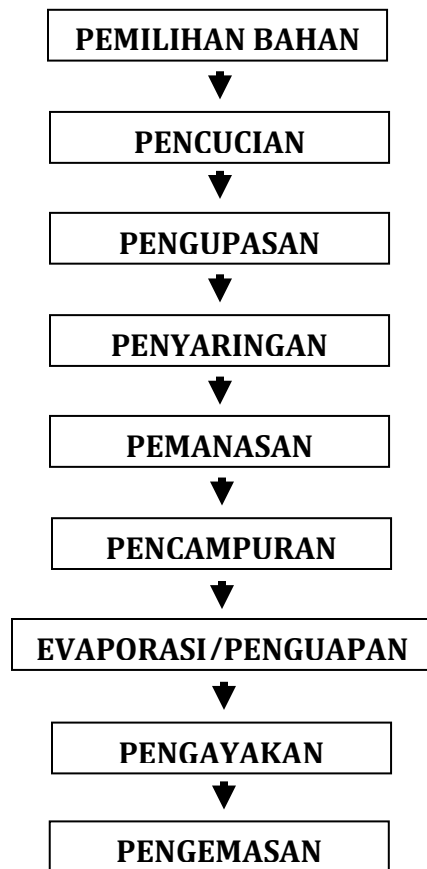 PEMILIHAN BAHAN
PENCUCIAN
PENGUPASAN
PENYARINGAN
PEMANASAN
PENCAMPURAN
EVAPORASI/PENGUAPAN
PENGAYAKAN
PENGEMASAN